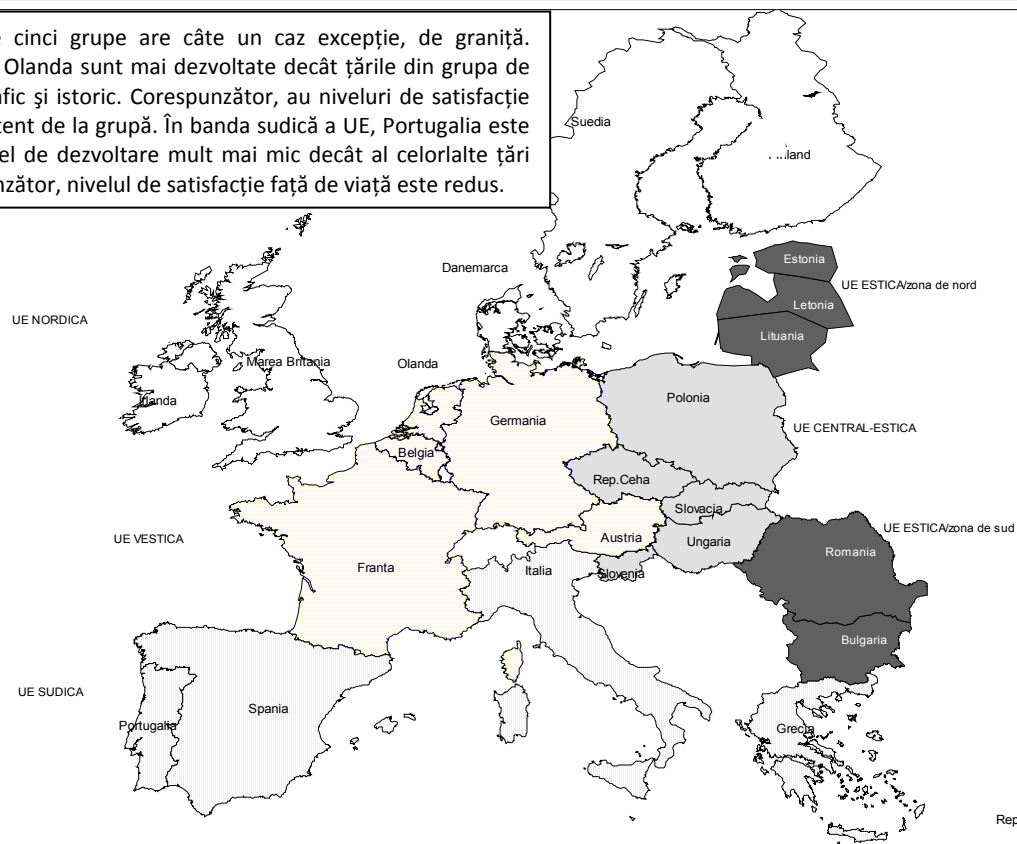 e cinci grupe are câte un caz excepție, de graniță.
Olanda sunt mai dezvoltate decât țările din grupa de
afic şi istoric. Corespunzător, au niveluri de satisfacție
tent de la grupă. În banda sudică a UE, Portugalia este
el de dezvoltare mult mai mic decât al celorlalte țări
nzător, nivelul de satisfacție față de viață este redus.
Suedia
Estonia
Danemarca
UE ESTICA/zona de nord
Letonia
UE NORDICA
Lituania
Marea Britania
Olanda
Irlanda
Polonia
Germania
UE CENTRAL-ESTICA
Belgia
Rep.Ceha
Slovacia
UE ESTICA/zona de sud
UE VESTICA
Austria
Ungaria
Romania
Franta
Italia
Slovenia
Bulgaria
UE SUDICA
Spania
Portugalia
Grecia
Rep